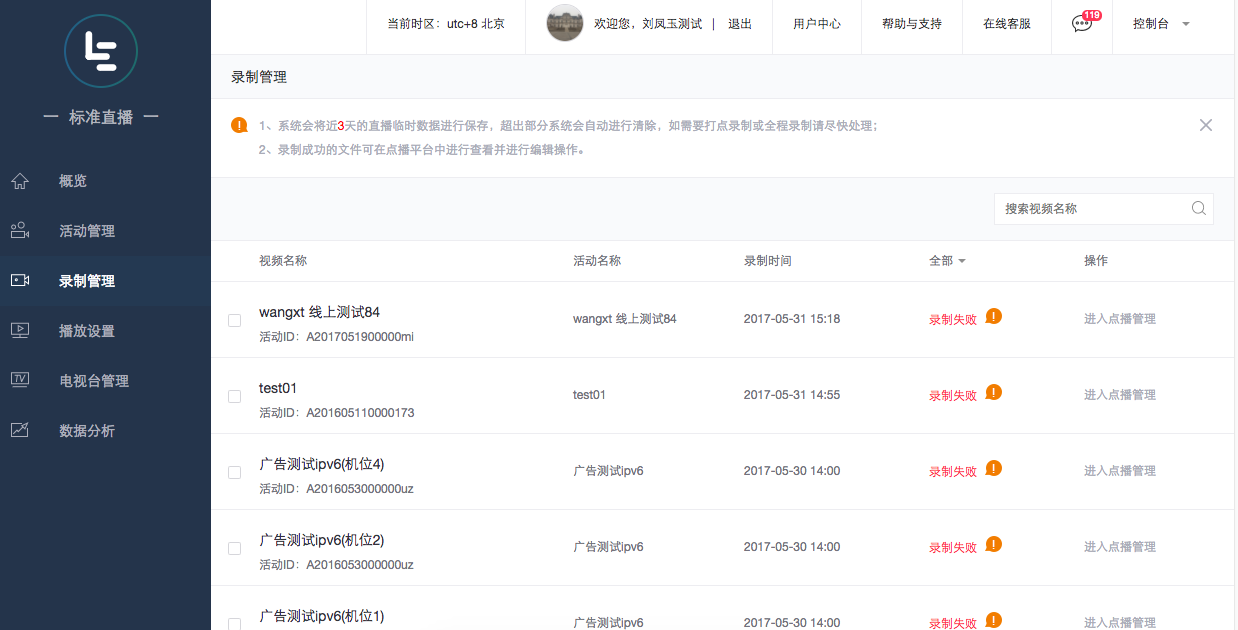 当前时区：utc+8 北京
欢迎您，刘凤玉测试 | 退出
用户中心
帮助与支持
在线客服
119
控制台
标准直播
概览
活动管理
录制管理
播放设置
TV
电视台管理
数据分析
录制管理
1、系统会将近3天的直播临时数据进行保存，超出部分系统会自动进行清除，如需要打点录制或全程录制请尽快处理；
2、录制成功的文件可在点播平台中进行查看并进行编辑操作。
搜索视频名称
视频名称 活动名称 录制时间 全部 操作
wangxt 线上测试84
活动ID：A2017051900000mi
wangxt 线上测试84 2017-05-31 15:18 录制失败 进入点播管理
test01
活动ID：A201605110000173
test01 2017-05-31 14:55 录制失败 进入点播管理
广告测试ipv6(机位4)
活动ID：A2016053000000uz
广告测试ipv6 2017-05-30 14:00 录制失败 进入点播管理
广告测试ipv6(机位2)
活动ID：A2016053000000uz
广告测试ipv6 2017-05-30 14:00 录制失败 进入点播管理
广告测试ipv6(机位1)
广告测试ipv6 2017-05-30 14:00 录制失败 进入点播管理